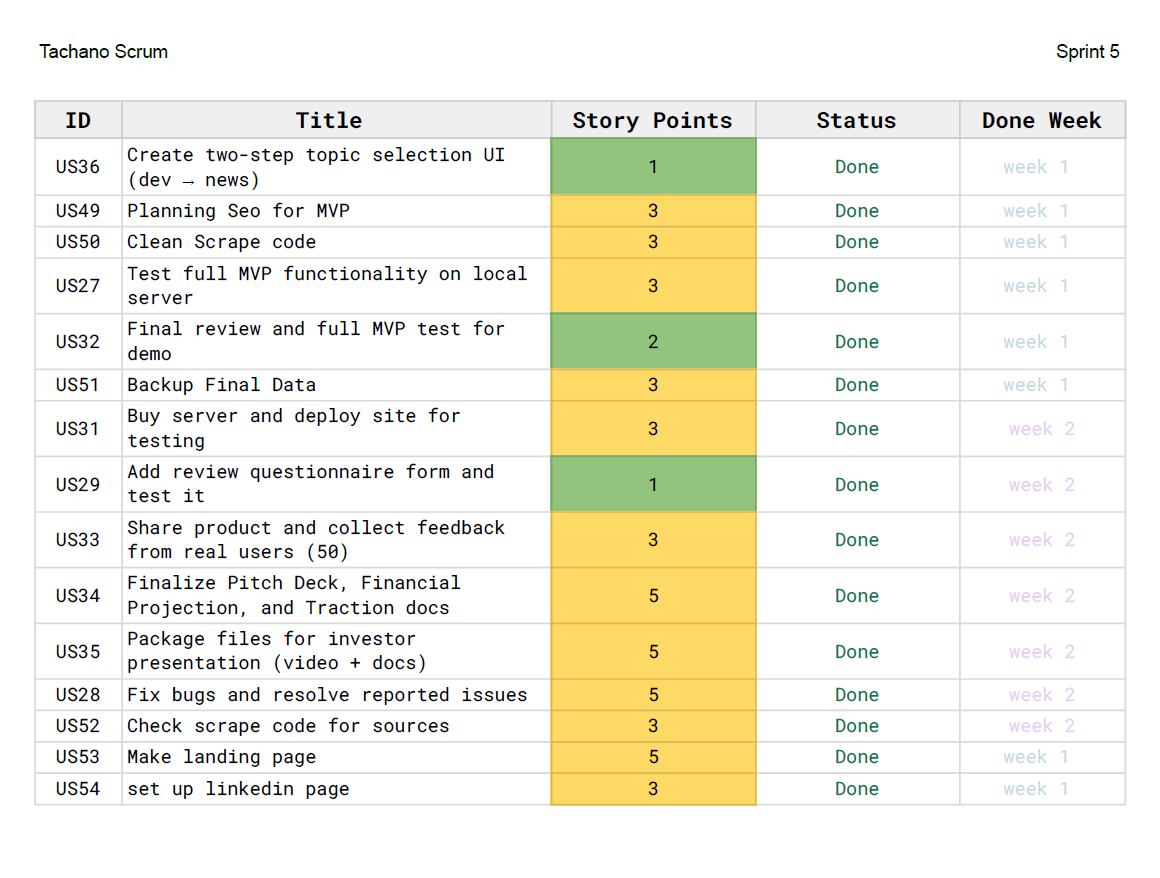 Tachano Scrum Sprint 5
ID Title Story Points Status Done Week
US36 Create two-step topic selection UI (dev → news) 1 Done week 1
US49 Planning Seo for MVP 3 Done week 1
US50 Clean Scrape code 3 Done week 1
US27 Test full MVP functionality on local server 3 Done week 1
US32 Final review and full MVP test for demo 2 Done week 1
US51 Backup Final Data 3 Done week 1
US31 Buy server and deploy site for testing 3 Done week 2
US29 Add review questionnaire form and test it 1 Done week 2
US33 Share product and collect feedback from real users (50) 3 Done week 2
US34 Finalize Pitch Deck, Financial Projection, and Traction docs 5 Done week 2
US35 Package files for investor presentation (video + docs) 5 Done week 2
US28 Fix bugs and resolve reported issues 5 Done week 2
US52 Check scrape code for sources 3 Done week 2
US53 Make landing page 5 Done week 1
US54 set up linkedin page 3 Done week 1